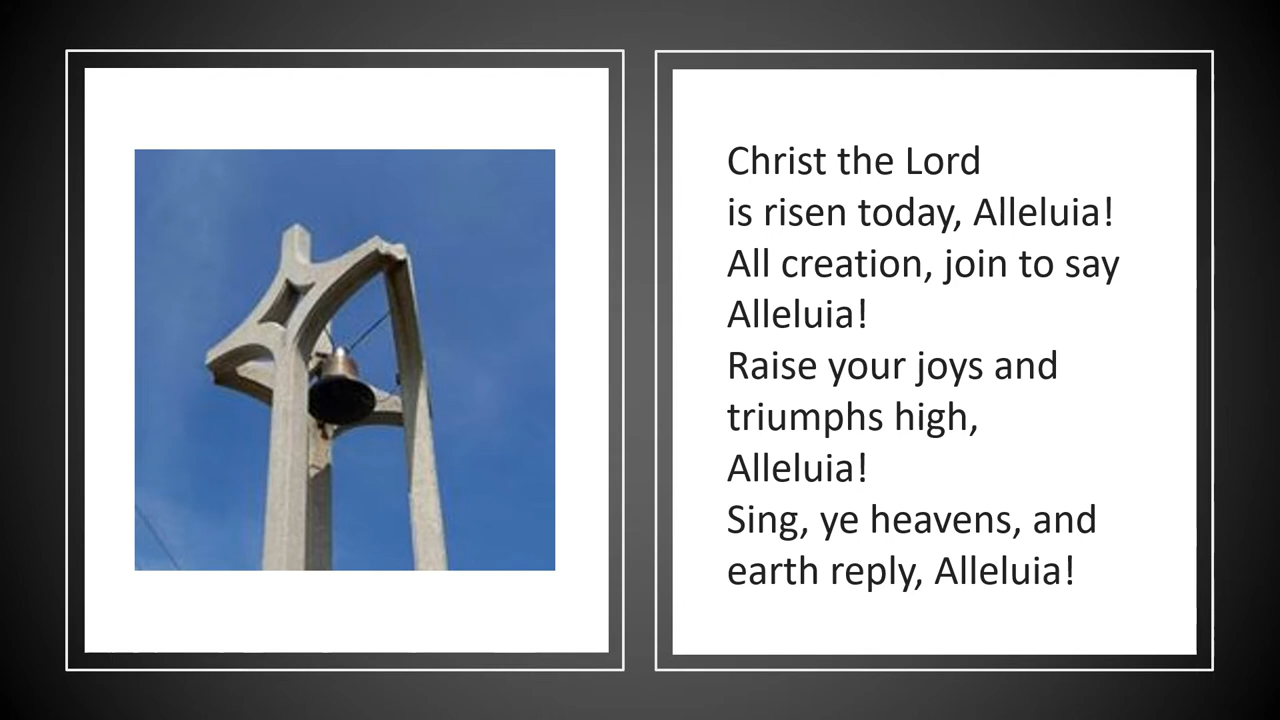 Christ the Lord
is risen today, Alleluia!
All creation, join to say
Alleluia!
Raise your joys and
triumphs high,
Alleluia!
Sing, ye heavens, and
earth reply, Alleluia!